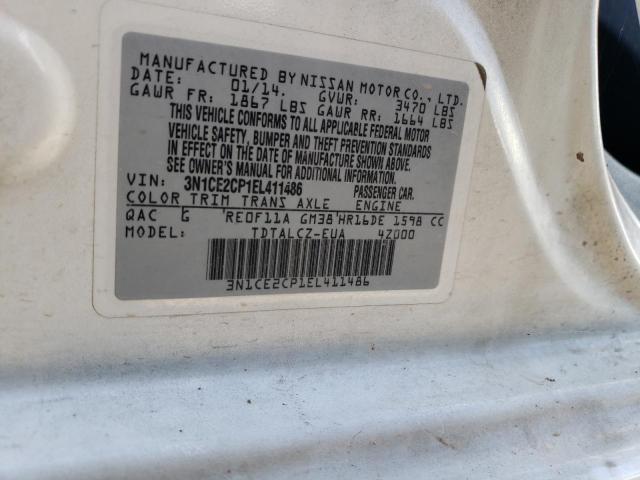 MANUFACTURED BY NISSAN MOTOR CO., LTD.
DATE: 01/14. GVWR: 3470 LBS
GAWR FR: 1867 LBS GAWR RR: 1664 LBS
THIS VEHICLE CONFORMS TO ALL APPLICABLE FEDERAL MOTOR
VEHICLE SAFETY, BUMPER AND THEFT PREVENTION STANDARDS
IN EFFECT ON THE DATE OF MANUFACTURE SHOWN ABOVE.
SEE OWNER'S MANUAL FOR ADDITIONAL INFORMATION
VIN: 3N1CE2CP1EL411486 PASSENGER CAR.
COLOR TRIM TRANS AXLE ENGINE
QAC G RE0F11A GM38 HR16DE 1598 CC
MODEL: TDTALCZ-EUA 4Z000
3N1CE2CP1EL411486